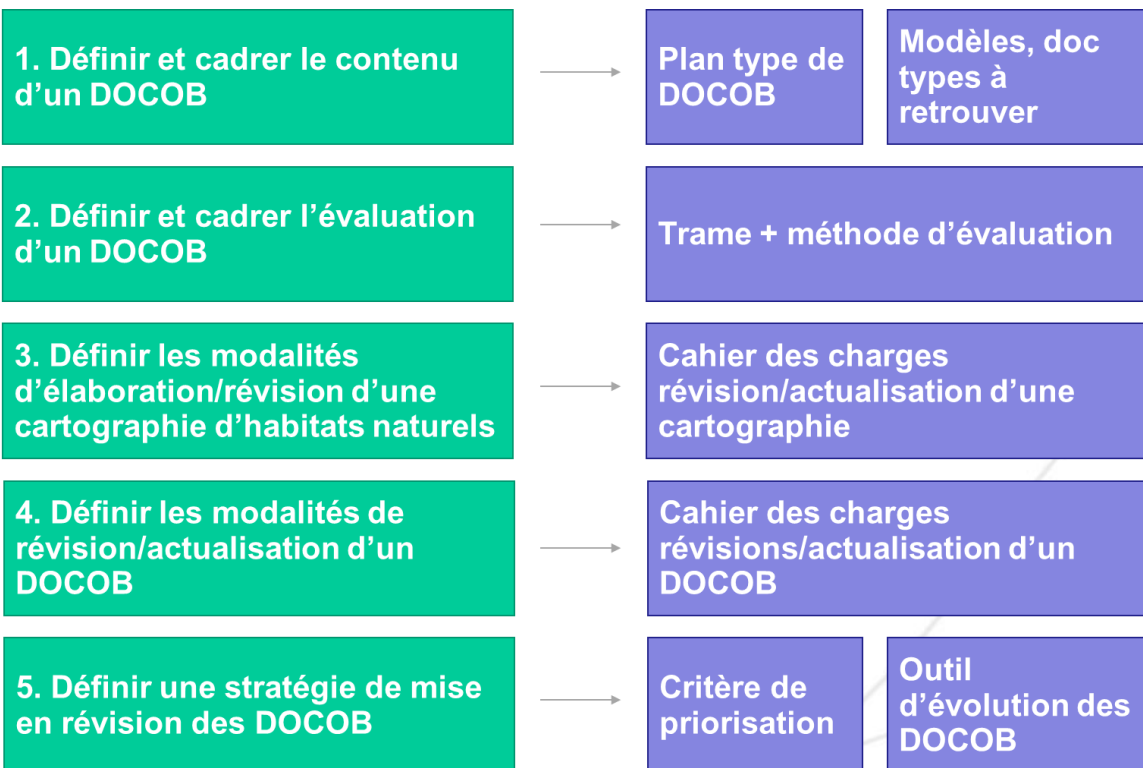 1. Définir et cadrer le contenu
d’un DOCOB
Plan type de
DOCOB
Modèles, doc
types à
retrouver
2. Définir et cadrer l’évaluation
d’un DOCOB
Trame + méthode d’évaluation
3. Définir les modalités
d’élaboration/révision d’une
cartographie d’habitats naturels
Cahier des charges
révision/actualisation d’une
cartographie
4. Définir les modalités de
révision/actualisation d’un
DOCOB
Cahier des charges
révisions/actualisation d’un
DOCOB
5. Définir une stratégie de mise
en révision des DOCOB
Critère de
priorisation
Outil
d’évolution des
DOCOB